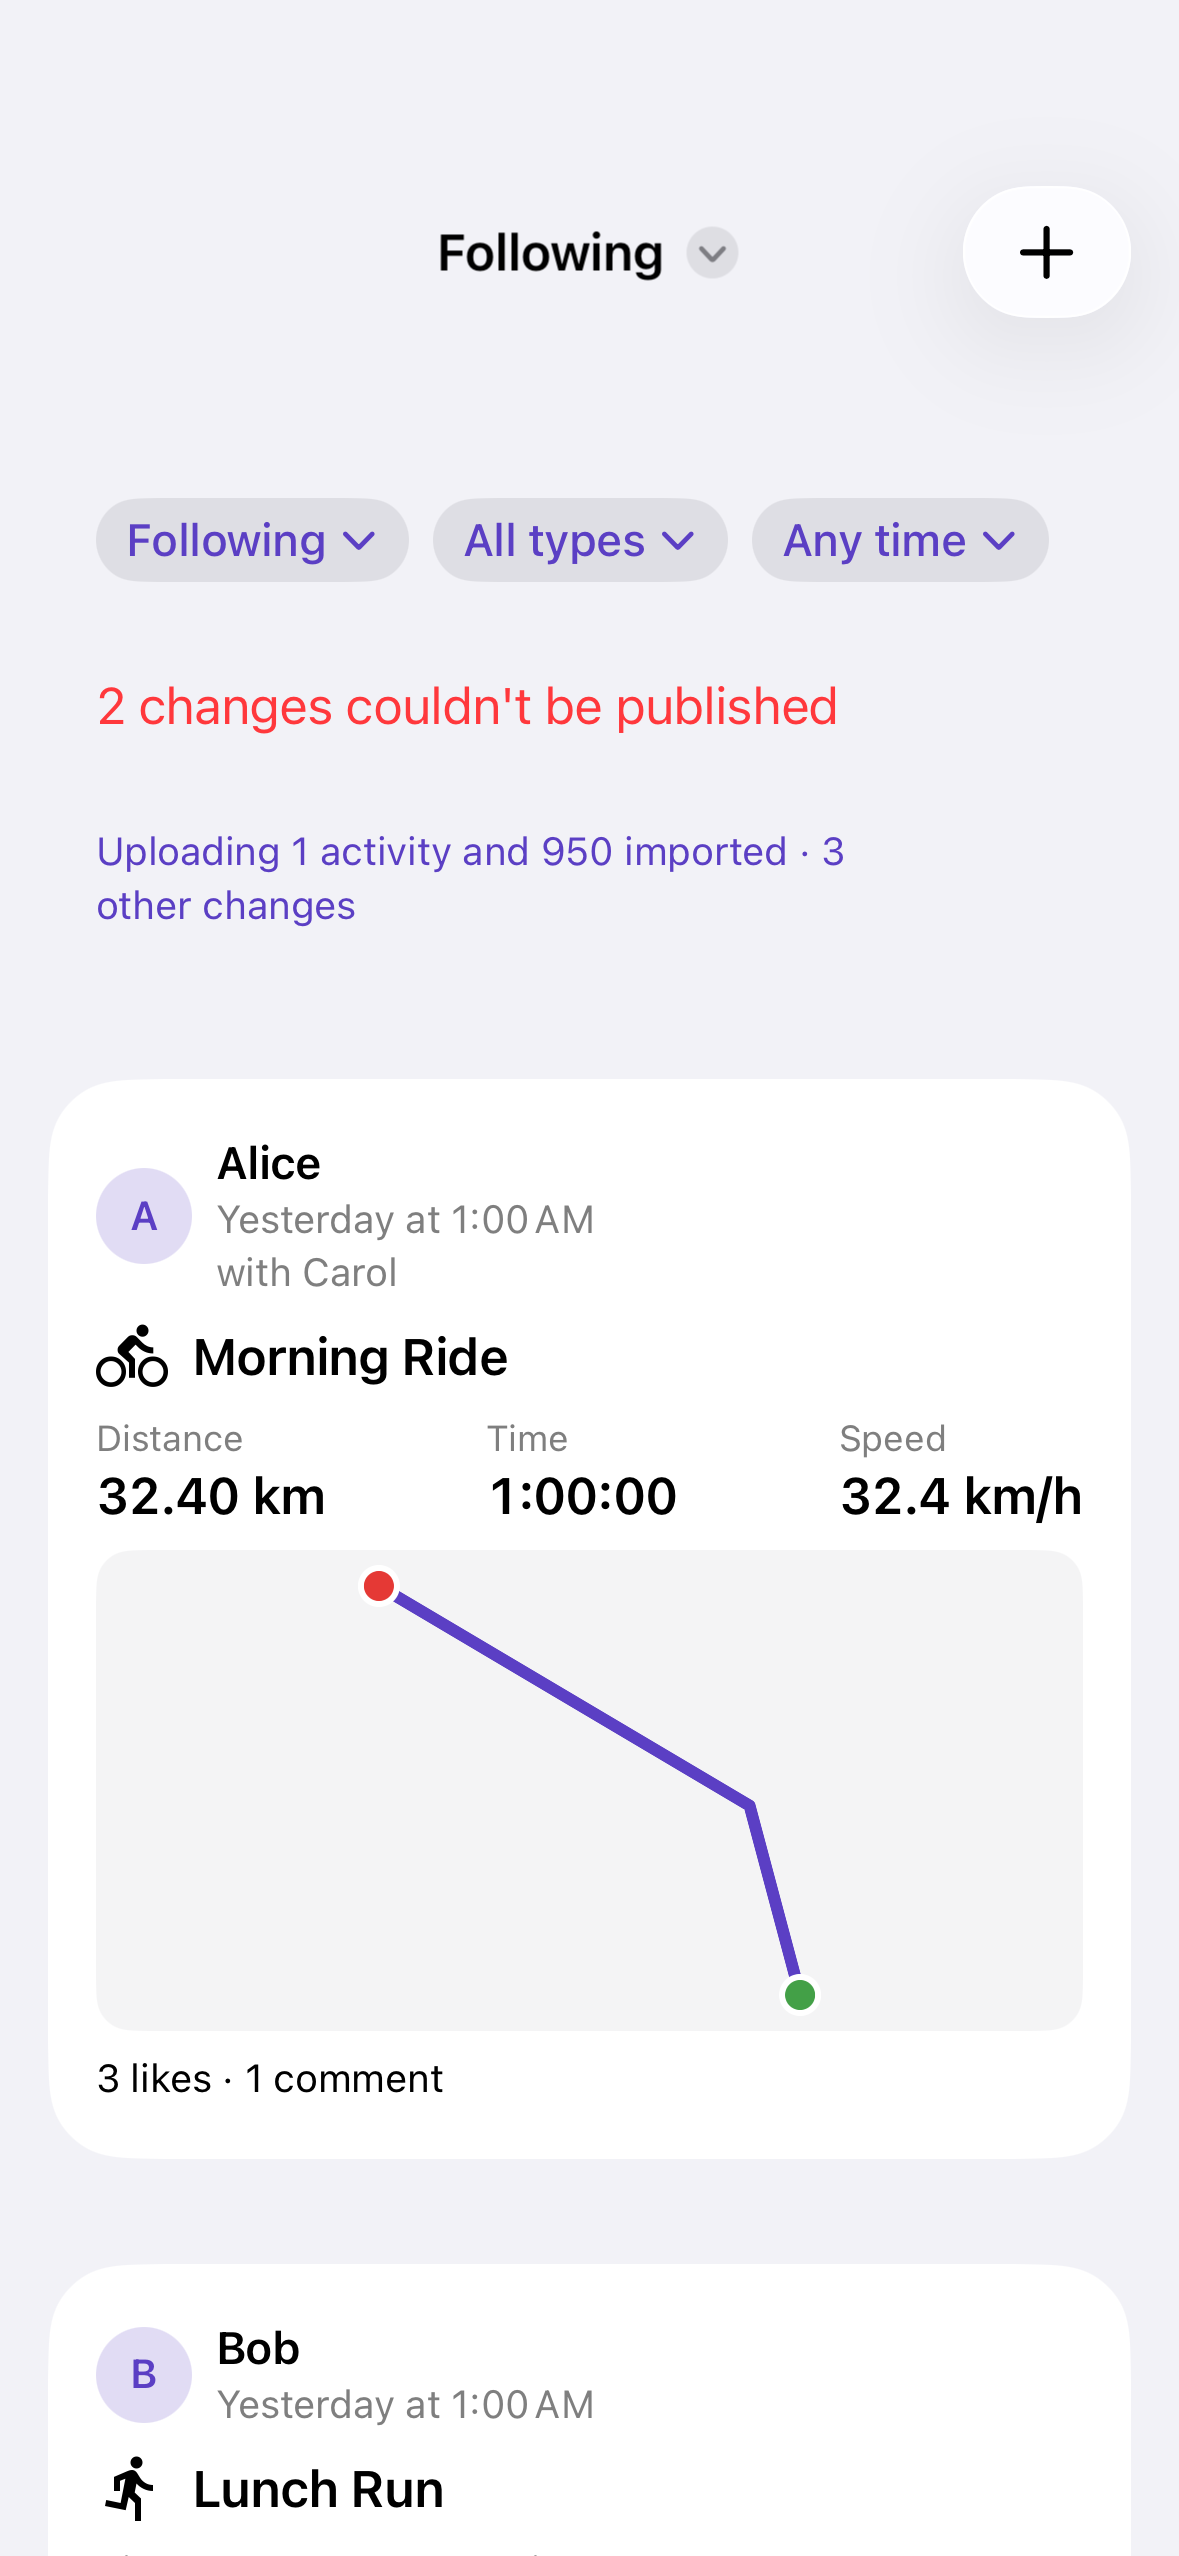 Following
Following
All types
Any time
2 changes couldn't be published
Uploading 1 activity and 950 imported · 3
other changes
A
Alice
Yesterday at 1:00 AM
with Carol
Morning Ride
Distance
Time
Speed
32.40 km
1:00:00
32.4 km/h
3 likes · 1 comment
B
Bob
Yesterday at 1:00 AM
Lunch Run